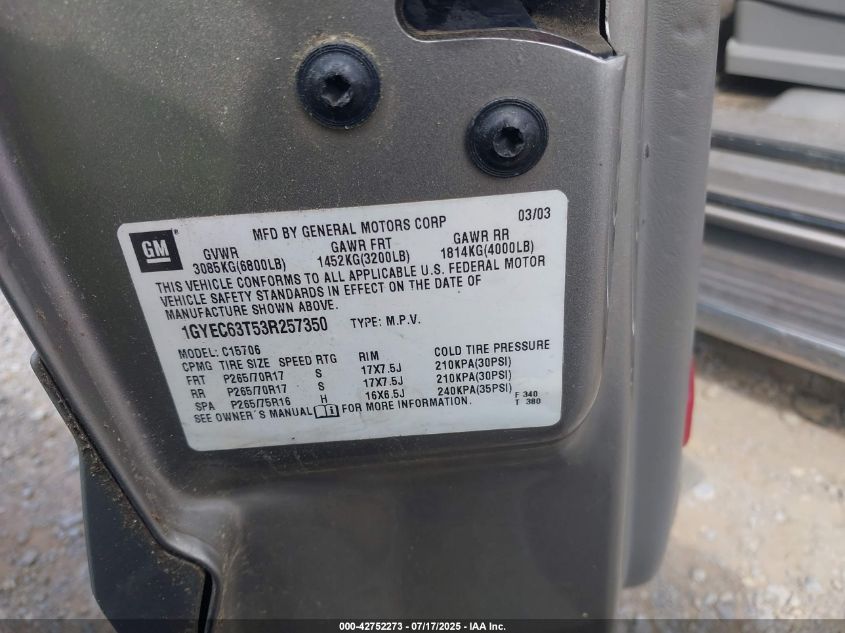 GM
MFD BY GENERAL MOTORS CORP 03/03
GVWR GAWR FRT GAWR RR
3085KG(6800LB) 1452KG(3200LB) 1814KG(4000LB)
THIS VEHICLE CONFORMS TO ALL APPLICABLE U.S. FEDERAL MOTOR
VEHICLE SAFETY STANDARDS IN EFFECT ON THE DATE OF
MANUFACTURE SHOWN ABOVE.
1GYEC63T53R257350 TYPE: M.P.V.
MODEL: C15706
CPMG TIRE SIZE SPEED RTG RIM COLD TIRE PRESSURE
FRT P265/70R17 S 17X7.5J 210KPA(30PSI)
RR P265/70R17 S 17X7.5J 210KPA(30PSI)
SPA P265/75R16 H 16X6.5J 240KPA(35PSI)
SEE OWNER'S MANUAL i FOR MORE INFORMATION.
F 340
T 380
000-42752273 - 07/17/2025 - IAA Inc.